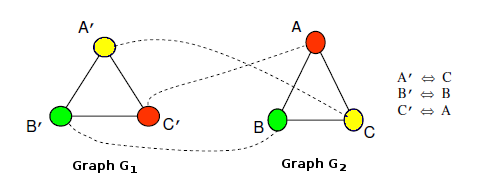 A′
B′
C′
Graph G1
A
B
C
Graph G2
A′ ⇔ C
B′ ⇔ B
C′ ⇔ A